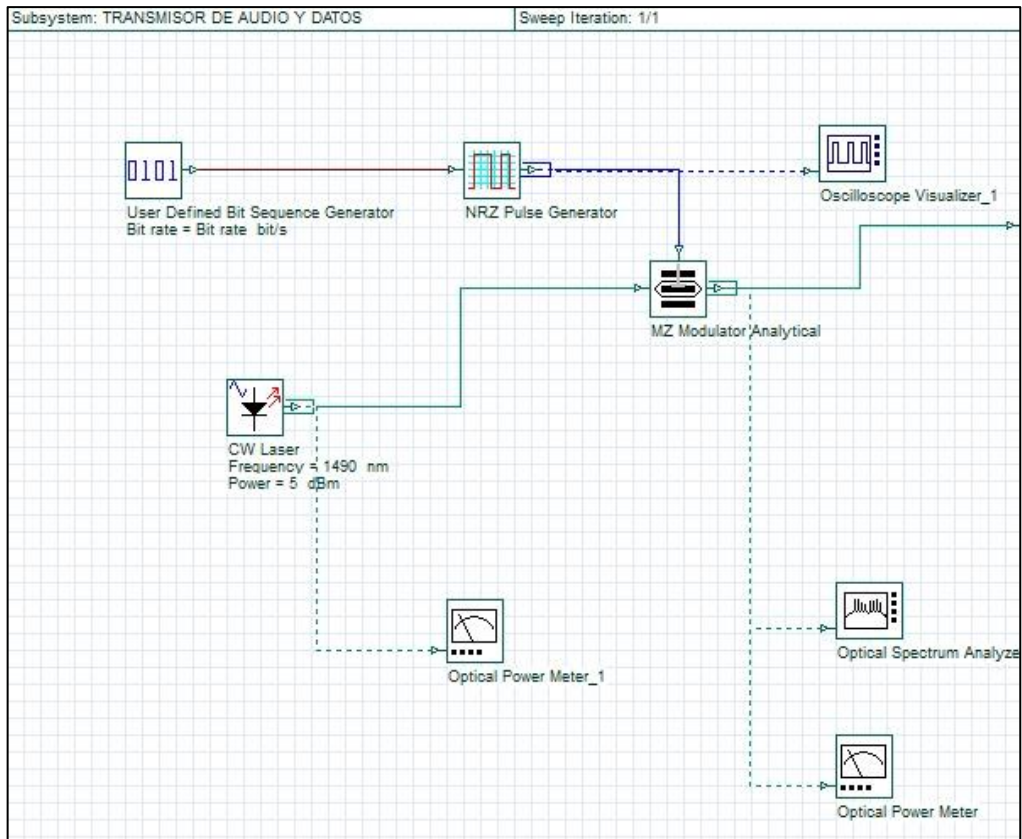 Subsystem: TRANSMISOR DE AUDIO Y DATOS
Sweep Iteration: 1/1
0101
User Defined Bit Sequence Generator
Bit rate = Bit rate bit/s
NRZ Pulse Generator
Oscilloscope Visualizer_1
MZ Modulator Analytical
CW Laser
Frequency = 1490 nm
Power = 5 dBm
Optical Power Meter_1
Optical Spectrum Analyze
Optical Power Meter